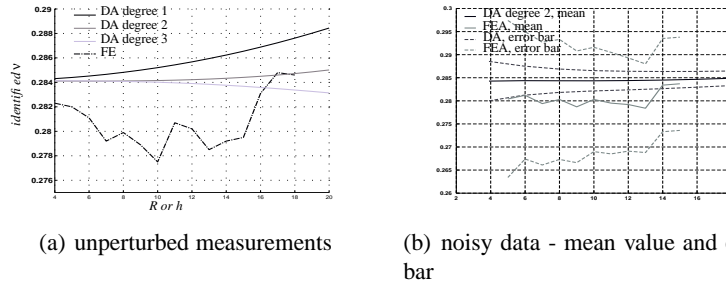 0.29
0.288
0.286
0.284
0.282
0.28
0.278
0.276
identified ν
DA degree 1
DA degree 2
DA degree 3
FE
4 6 8 10 12 14 16 18 20
R or h
(a) unperturbed measurements
0.3
0.295
0.29
0.285
0.28
0.275
0.27
0.265
0.26
DA degree 2, mean
FEA, mean
DA, error bar
FEA, error bar
2 4 6 8 10 12 14 16
(b) noisy data - mean value and
bar